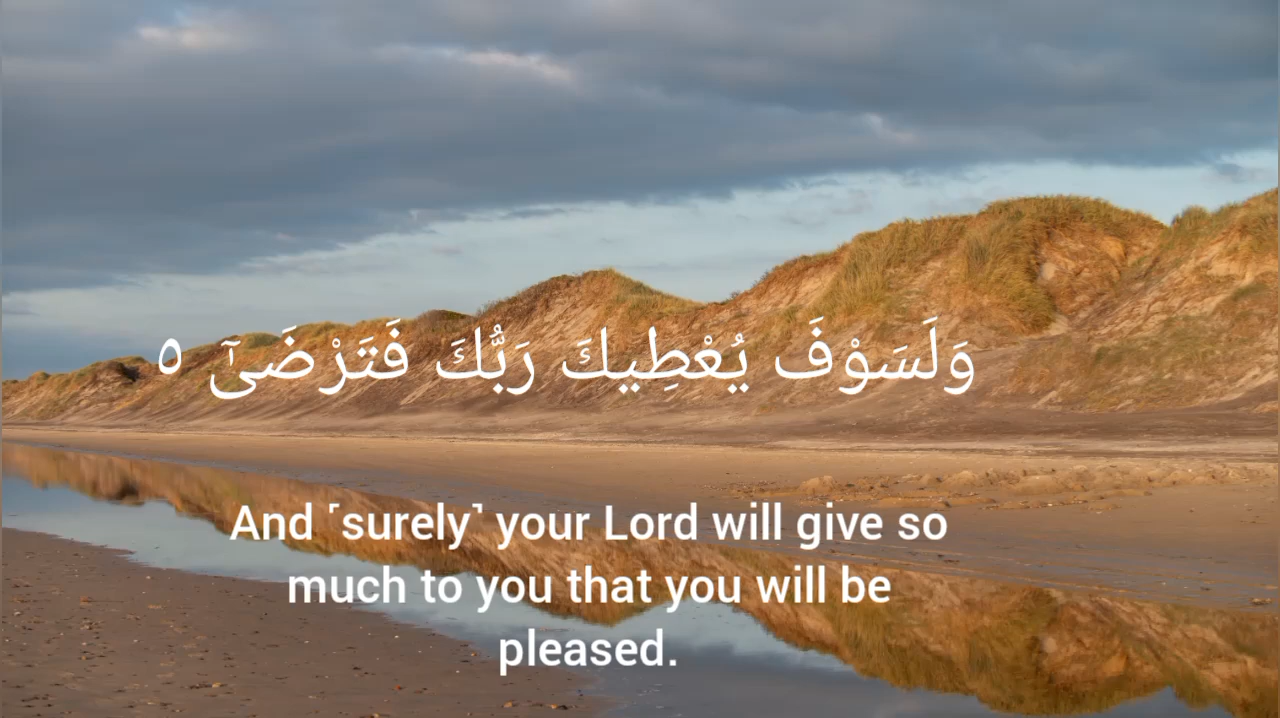 وَلَسَوْفَ يُعْطِيكَ رَبُّكَ فَتَرْضَىٰٓ ٥
And ˹surely˺ your Lord will give so
much to you that you will be
pleased.